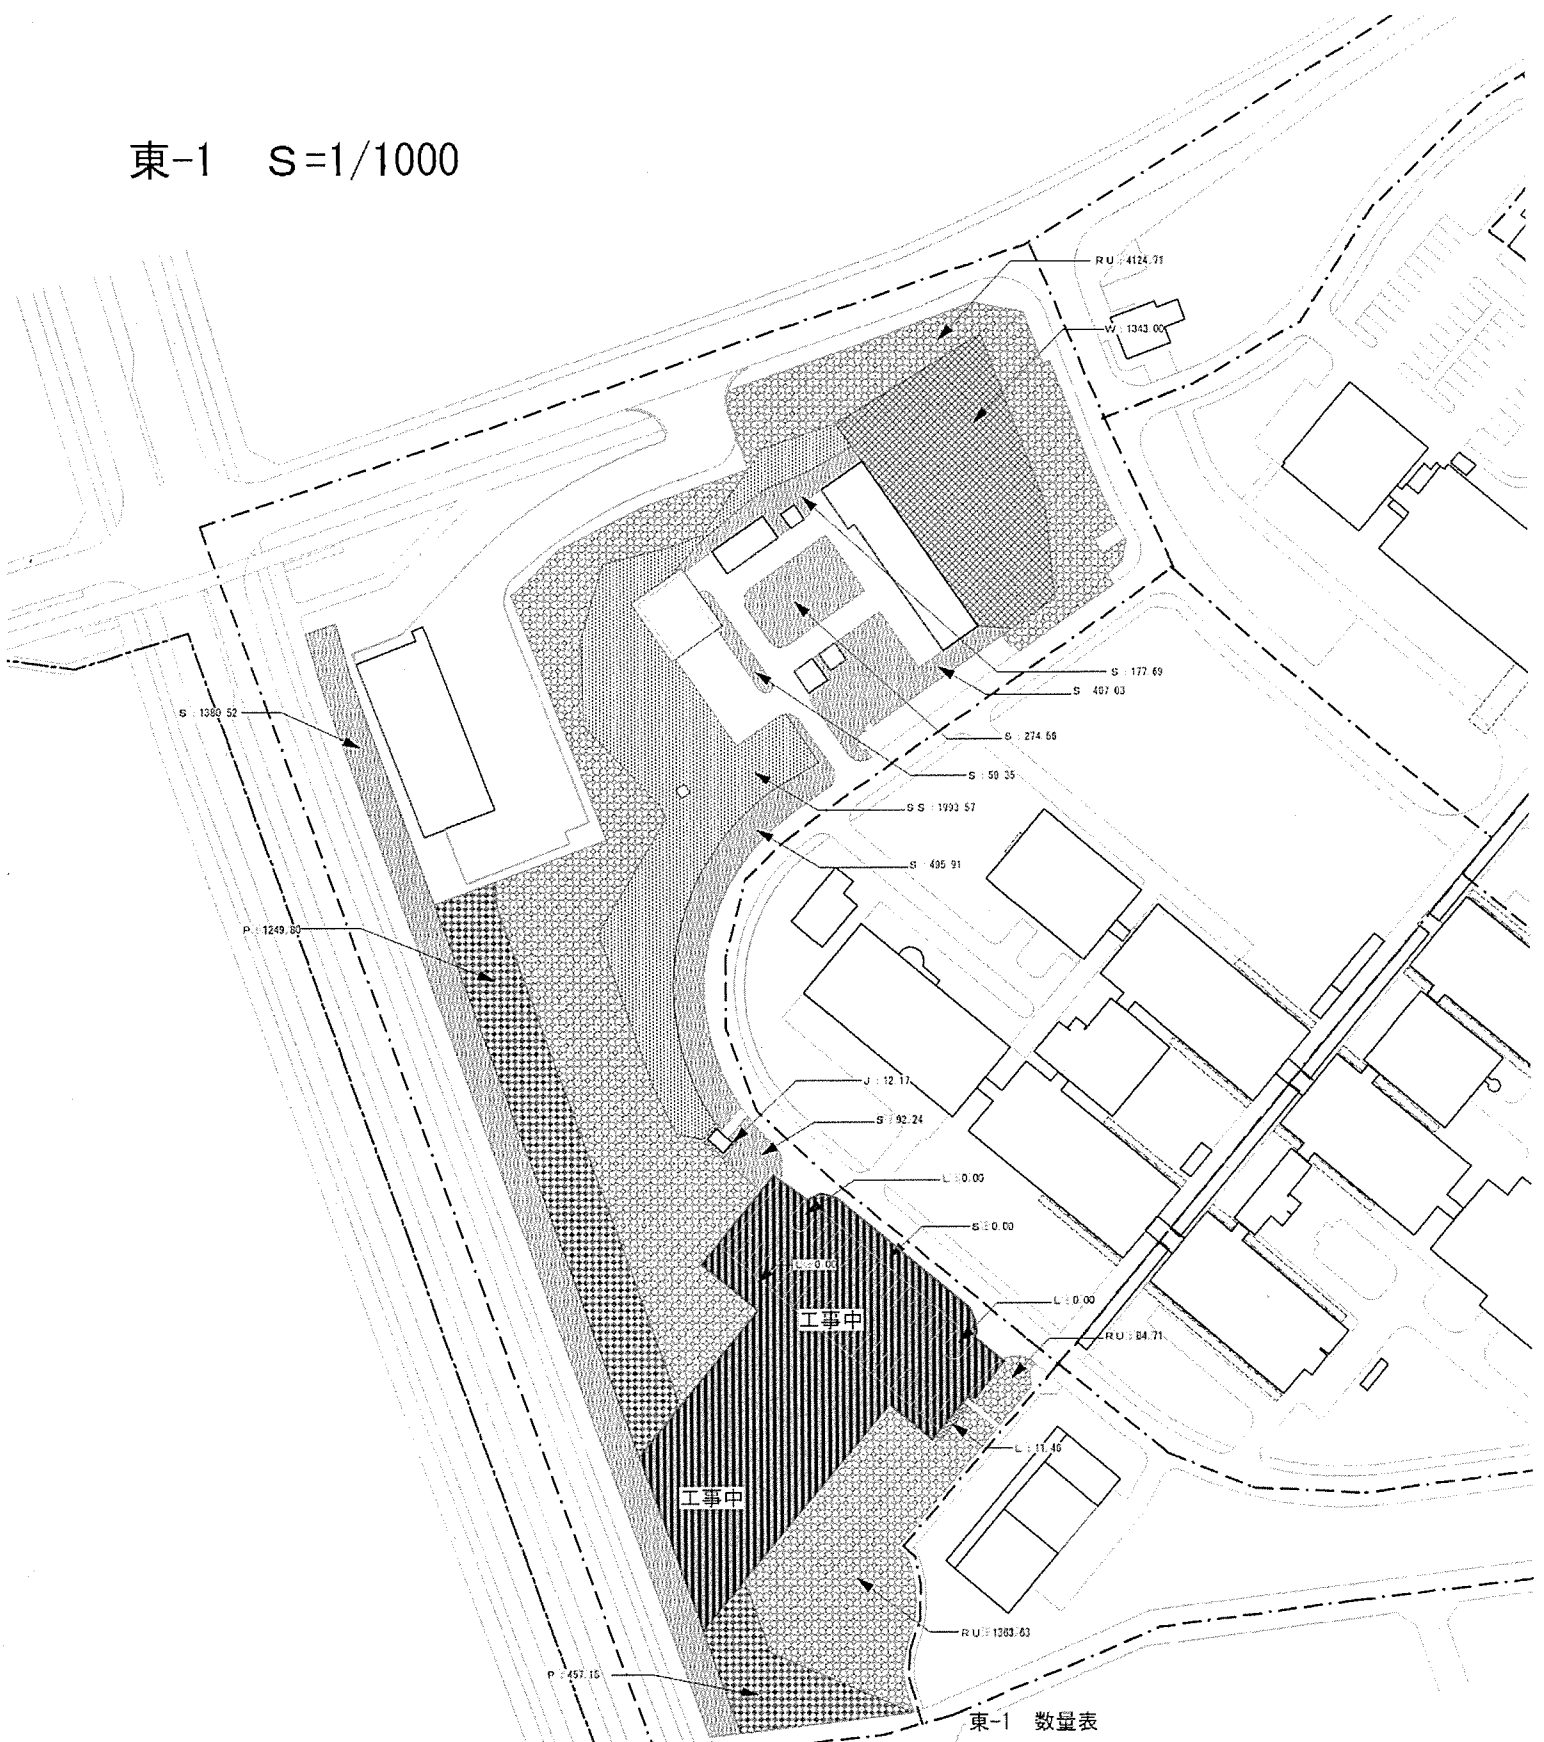 東-1 S=1/1000
RU : 4124.71
W : 1343.00
S : 177.69
S : 407.03
S : 1380.52
S : 274.56
S : 50.35
SS : 1993.57
S : 495.91
P : 1249.80
J : 12.17
S : 92.24
L : 0.00
S : 0.00
L : 0.00
L : 0.00
工事中
RU : 84.71
L : 11.46
工事中
RU : 1363.63
P : 457.15
東-1 数量表